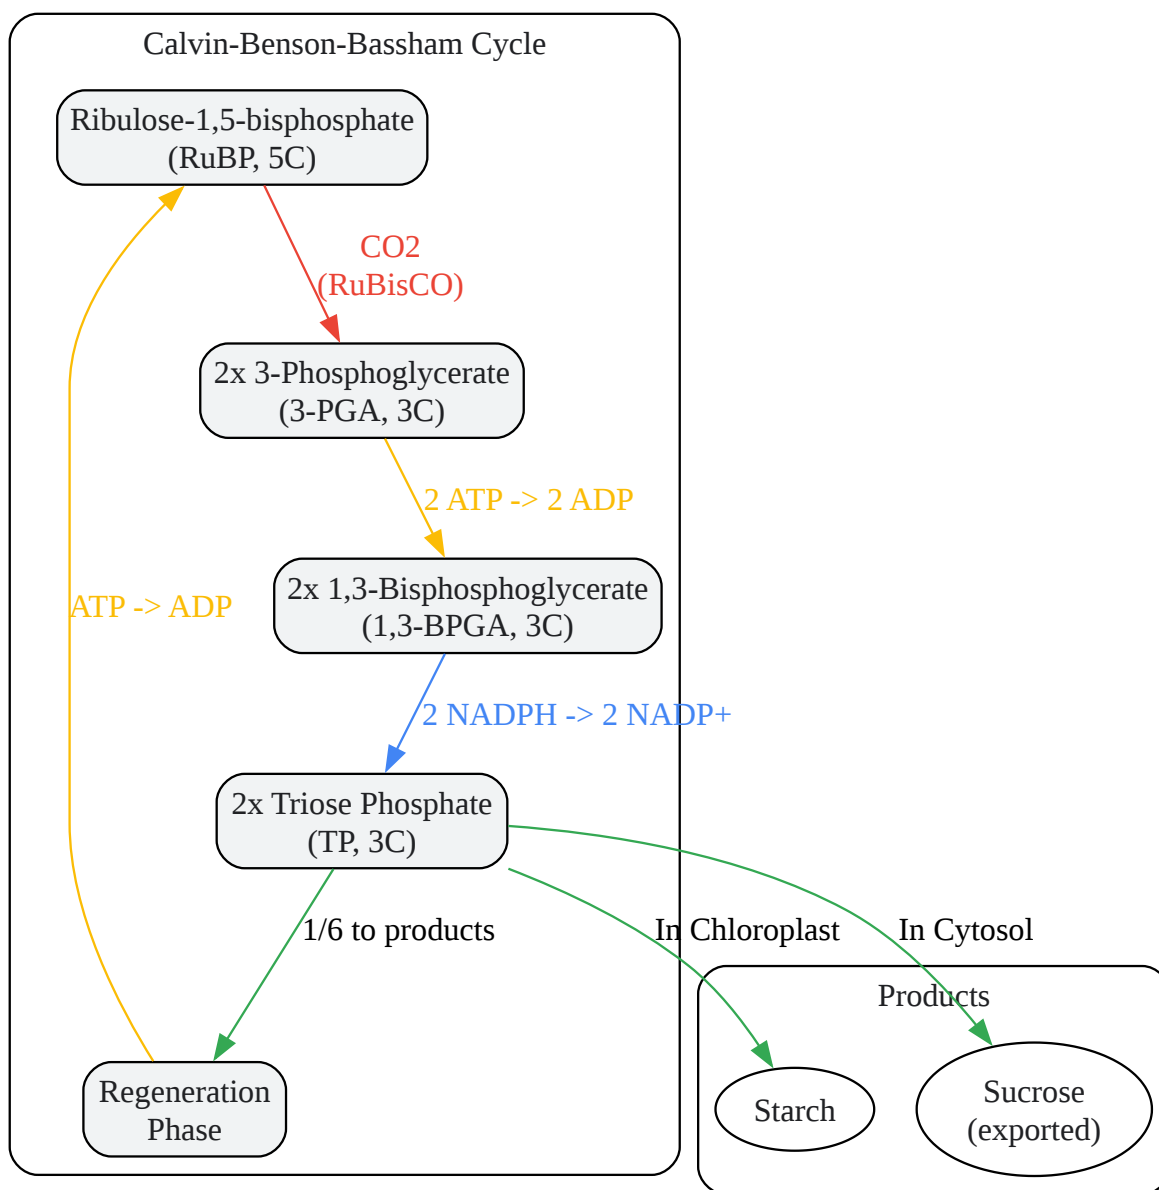 Calvin-Benson-Bassham Cycle
Ribulose-1,5-bisphosphate
(RuBP, 5C)
CO2
(RuBisCO)
2x 3-Phosphoglycerate
(3-PGA, 3C)
2 ATP -> 2 ADP
2x 1,3-Bisphosphoglycerate
(1,3-BPGA, 3C)
ATP -> ADP
2 NADPH -> 2 NADP+
2x Triose Phosphate
(TP, 3C)
1/6 to products
In Chloroplast
In Cytosol
Products
Regeneration
Phase
Starch
Sucrose
(exported)